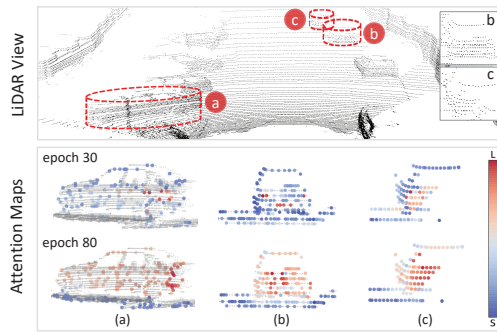 LiDAR View
c
b
a
b
c
Attention Maps
epoch 30
L
epoch 80
S
(a)
(b)
(c)